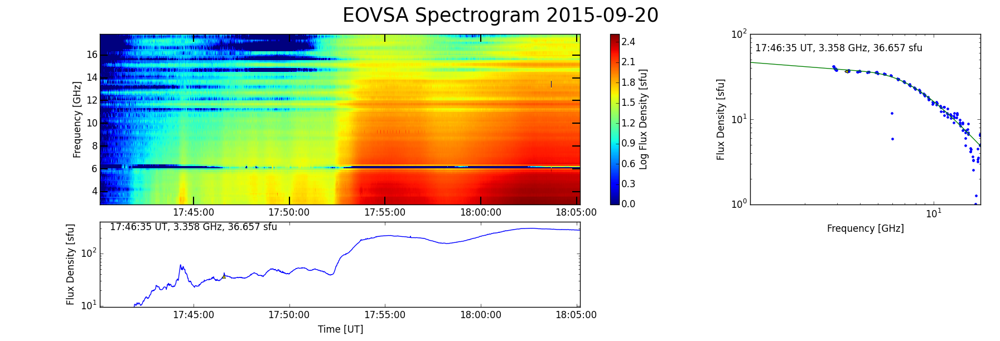 EOVSA Spectrogram 2015-09-20
Frequency [GHz]
16
14
12
10
8
6
4
17:45:00 17:50:00 17:55:00 18:00:00 18:05:00
2.4
2.1
1.8
1.5
1.2
0.9
0.6
0.3
0.0
Log Flux Density [sfu]
17:46:35 UT, 3.358 GHz, 36.657 sfu
Flux Density [sfu]
10²
10¹
17:45:00 17:50:00 17:55:00 18:00:00 18:05:00
Time [UT]
17:46:35 UT, 3.358 GHz, 36.657 sfu
Flux Density [sfu]
10²
10¹
10⁰
10¹
Frequency [GHz]